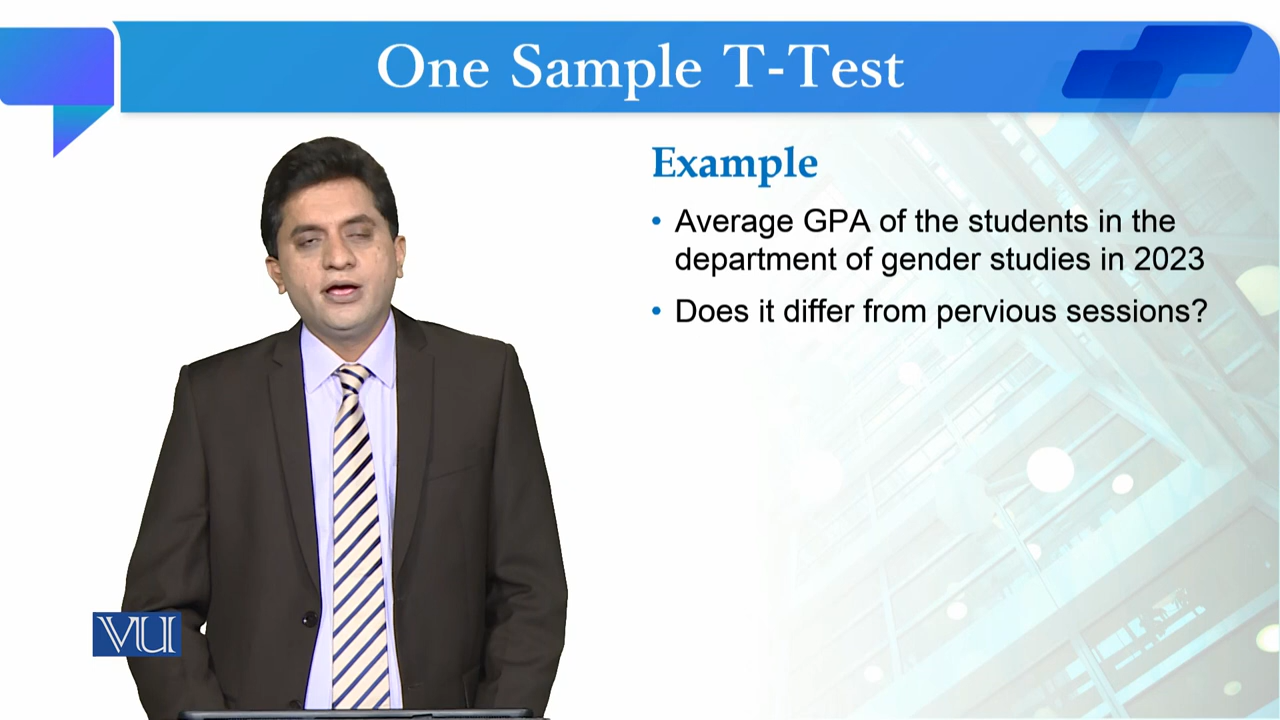 One Sample T-Test
Example
• Average GPA of the students in the
department of gender studies in 2023
• Does it differ from pervious sessions?
VU